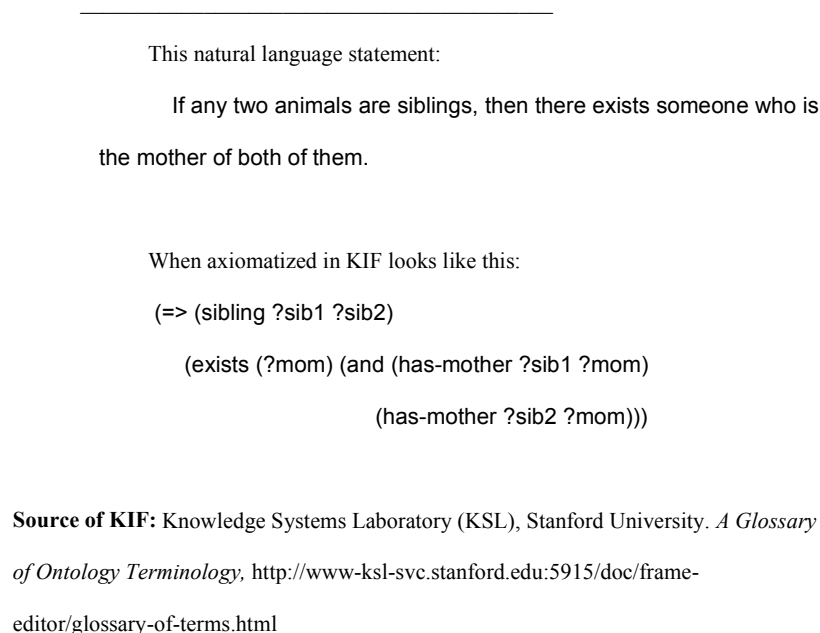 This natural language statement:
If any two animals are siblings, then there exists someone who is
the mother of both of them.
When axiomatized in KIF looks like this:
(=> (sibling ?sib1 ?sib2)
(exists (?mom) (and (has-mother ?sib1 ?mom)
(has-mother ?sib2 ?mom)))
Source of KIF: Knowledge Systems Laboratory (KSL), Stanford University. A Glossary
of Ontology Terminology, http://www-ksl-svc.stanford.edu:5915/doc/frame-
editor/glossary-of-terms.html